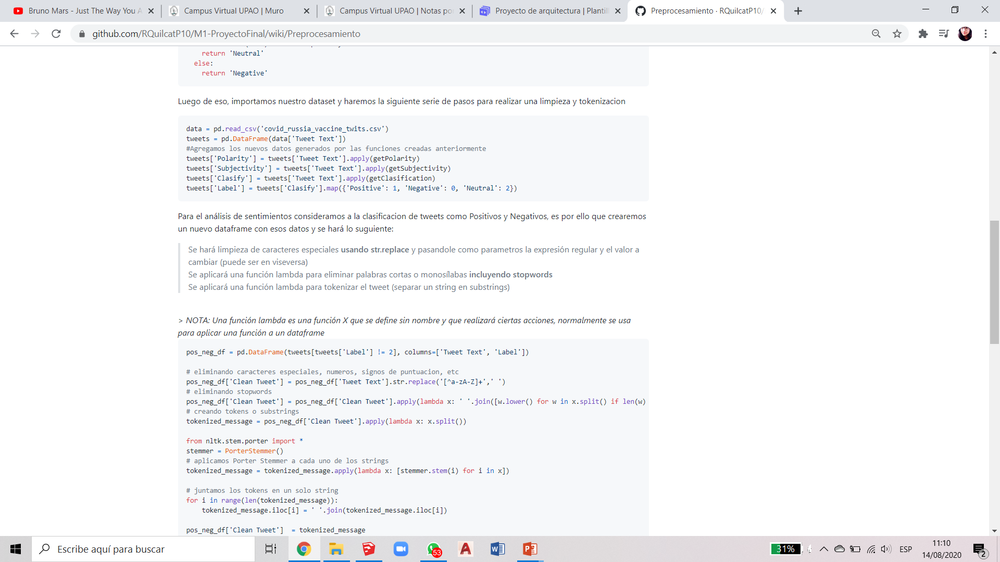 Bruno Mars - Just The Way You A
Campus Virtual UPAO | Muro
Campus Virtual UPAO | Notas po
Proyecto de arquitectura | Plantil
Preprocesamiento · RQuilcatP10/
github.com/RQuilcatP10/M1-ProyectoFinal/wiki/Preprocesamiento
return 'Neutral'
else:
return 'Negative'
Luego de eso, importamos nuestro dataset y haremos la siguiente serie de pasos para realizar una limpieza y tokenizacion
data = pd.read_csv('covid_russia_vaccine_twits.csv')
tweets = pd.DataFrame(data['Tweet Text'])
#Agregamos los nuevos datos generados por las funciones creadas anteriormente
tweets['Polarity'] = tweets['Tweet Text'].apply(getPolarity)
tweets['Subjectivity'] = tweets['Tweet Text'].apply(getSubjectivity)
tweets['Clasify'] = tweets['Tweet Text'].apply(getClasification)
tweets['Label'] = tweets['Clasify'].map({'Positive': 1, 'Negative': 0, 'Neutral': 2})
Para el análisis de sentimientos consideramos a la clasificacion de tweets como Positivos y Negativos, es por ello que crearemos
un nuevo dataframe con esos datos y se hará lo suguiente:
Se hará limpieza de caracteres especiales usando str.replace y pasandole como parametros la expresión regular y el valor a
cambiar (puede ser en viseversa)
Se aplicará una función lambda para eliminar palabras cortas o monosílabas incluyendo stopwords
Se aplicará una función lambda para tokenizar el tweet (separar un string en substrings)
> NOTA: Una función lambda es una función X que se define sin nombre y que realizará ciertas acciones, normalmente se usa
para aplicar una función a un dataframe
pos_neg_df = pd.DataFrame(tweets[tweets['Label'] != 2], columns=['Tweet Text', 'Label'])
# eliminando caracteres especiales, numeros, signos de puntuacion, etc
pos_neg_df['Clean Tweet'] = pos_neg_df['Tweet Text'].str.replace('[^a-zA-Z]+',' ')
# eliminando stopwords
pos_neg_df['Clean Tweet'] = pos_neg_df['Clean Tweet'].apply(lambda x: ' '.join([w.lower() for w in x.split() if len(w)
# creando tokens o substrings
tokenized_message = pos_neg_df['Clean Tweet'].apply(lambda x: x.split())
from nltk.stem.porter import *
stemmer = PorterStemmer()
# aplicamos Porter Stemmer a cada uno de los strings
tokenized_message = tokenized_message.apply(lambda x: [stemmer.stem(i) for i in x])
# juntamos los tokens en un solo string
for i in range(len(tokenized_message)):
tokenized_message.iloc[i] = ' '.join(tokenized_message.iloc[i])
pos_neg_df['Clean Tweet'] = tokenized_message
Escribe aquí para buscar
53
31%
ESP
11:10
14/08/2020
2